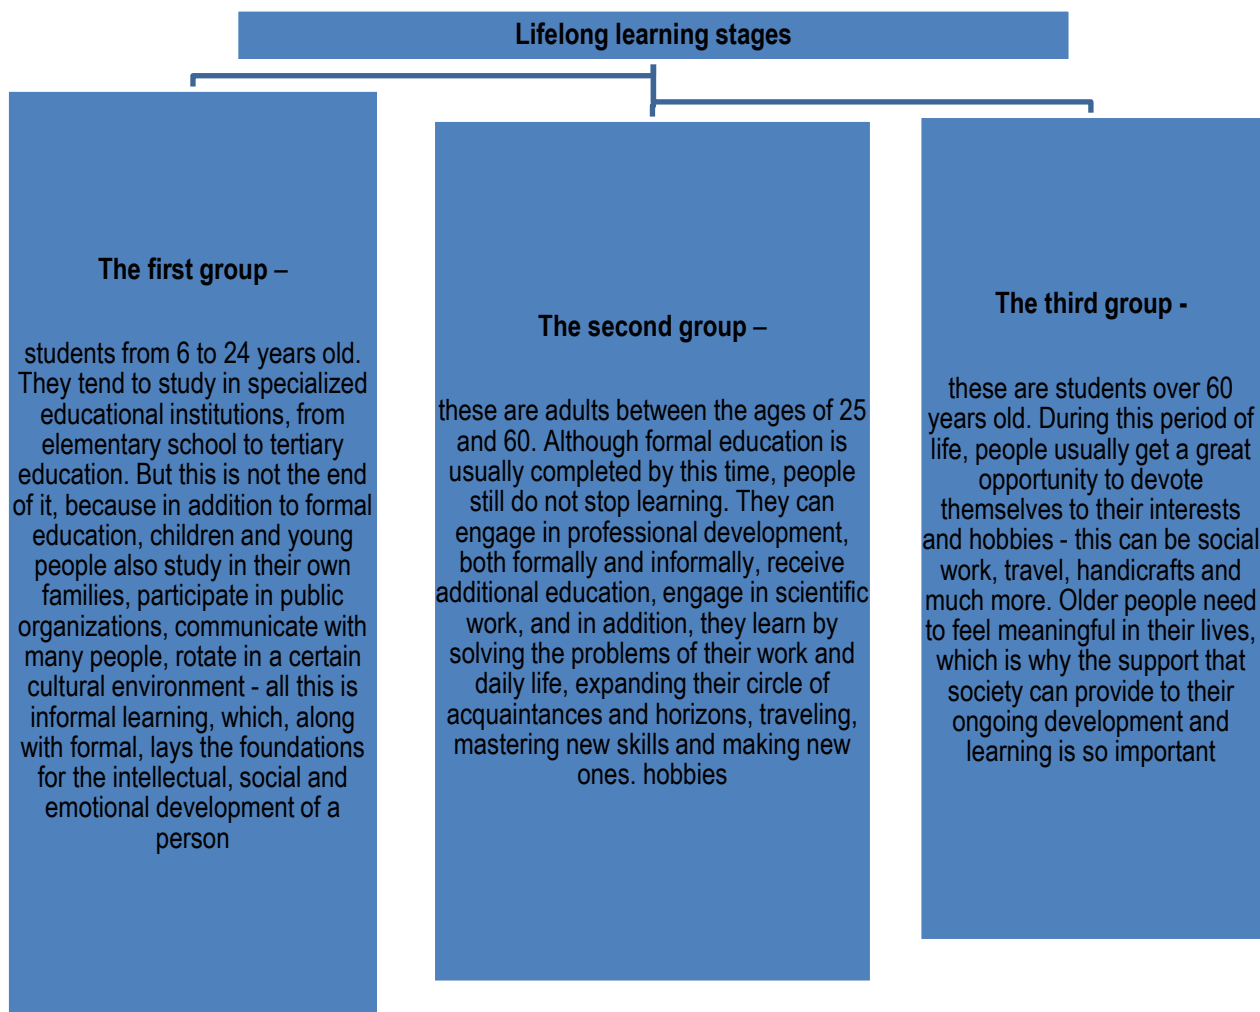 Lifelong learning stages
The first group –
students from 6 to 24 years old.
They tend to study in specialized
educational institutions, from
elementary school to tertiary
education. But this is not the end
of it, because in addition to formal
education, children and young
people also study in their own
families, participate in public
organizations, communicate with
many people, rotate in a certain
cultural environment - all this is
informal learning, which, along
with formal, lays the foundations
for the intellectual, social and
emotional development of a
person
The second group –
these are adults between the ages of 25
and 60. Although formal education is
usually completed by this time, people
still do not stop learning. They can
engage in professional development,
both formally and informally, receive
additional education, engage in scientific
work, and in addition, they learn by
solving the problems of their work and
daily life, expanding their circle of
acquaintances and horizons, traveling,
mastering new skills and making new
ones. hobbies
The third group -
these are students over 60
years old. During this period of
life, people usually get a great
opportunity to devote
themselves to their interests
and hobbies - this can be social
work, travel, handicrafts and
much more. Older people need
to feel meaningful in their lives,
which is why the support that
society can provide to their
ongoing development and
learning is so important